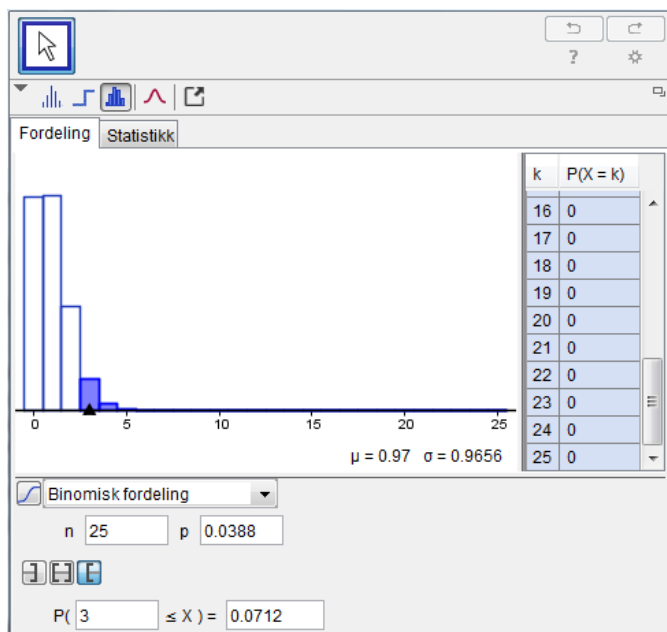 ?
Fordeling Statistikk
k P(X = k)
16 0
17 0
18 0
19 0
20 0
21 0
22 0
23 0
24 0
25 0
0 5 10 15 20 25
μ = 0.97 σ = 0.9656
Binomisk fordeling
n 25 p 0.0388
P( 3 ≤ X ) = 0.0712